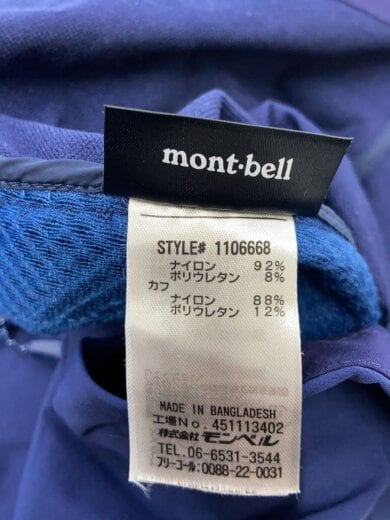 mont·bell
STYLE# 1106668
ナイロン 92%
ポリウレタン 8%
カフ
ナイロン 88%
ポリウレタン 12%
MADE IN BANGLADESH
工場No. 451113402
株式会社 モンベル
TEL. 06-6531-3544
フリーコール: 0088-22-0031